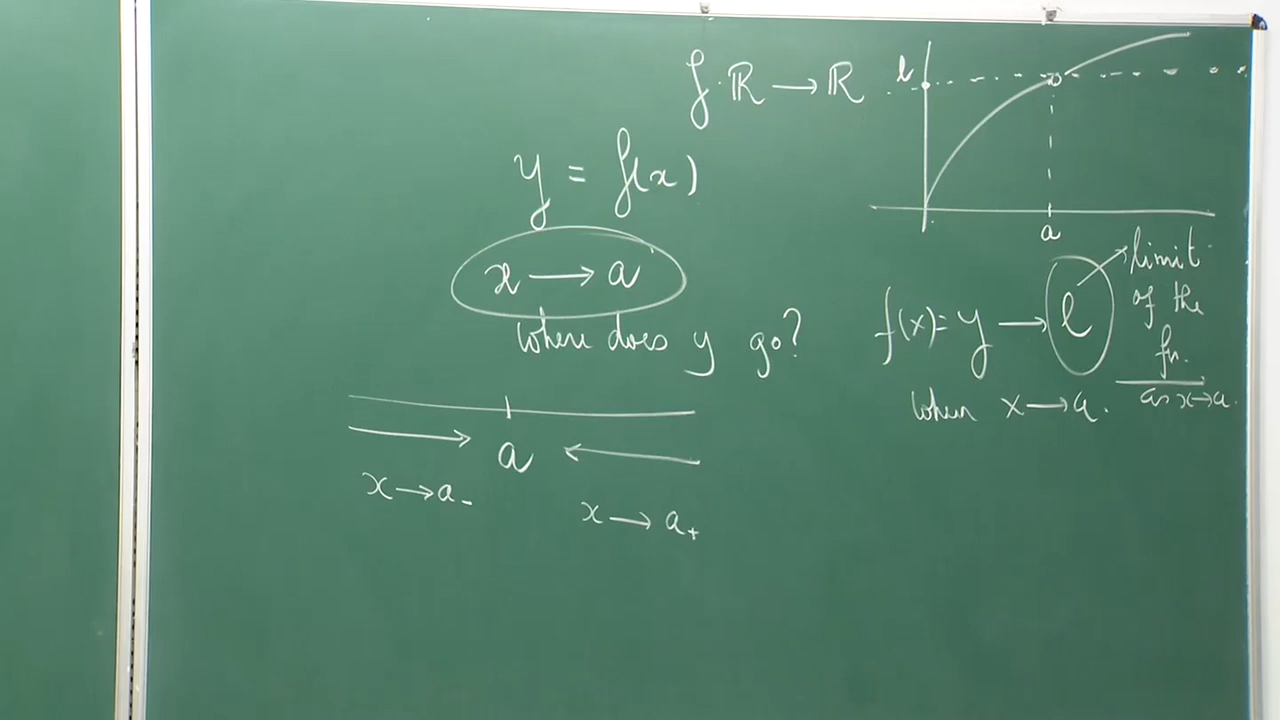 f: ℝ → ℝ
y = f(x)
x → a
where does y go?
a
x → a₋
x → a₊
l
a
f(x) = y → l
when x → a.
limit
of the
fn.
as x → a.